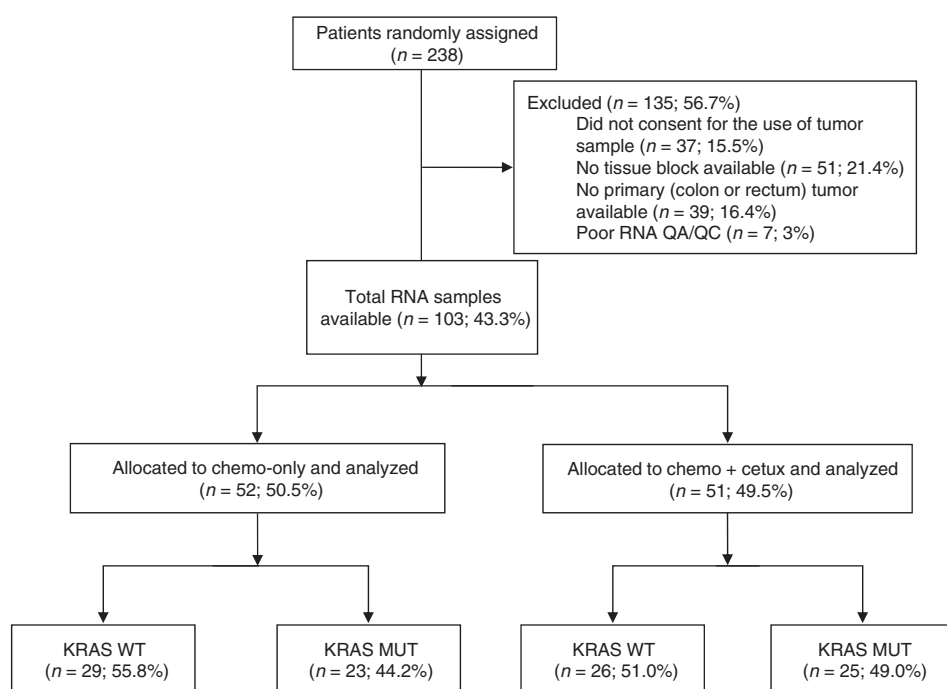 Patients randomly assigned
(n = 238)
Excluded (n = 135; 56.7%)
Did not consent for the use of tumor
sample (n = 37; 15.5%)
No tissue block available (n = 51; 21.4%)
No primary (colon or rectum) tumor
available (n = 39; 16.4%)
Poor RNA QA/QC (n = 7; 3%)
Total RNA samples
available (n = 103; 43.3%)
Allocated to chemo-only and analyzed
(n = 52; 50.5%)
Allocated to chemo + cetux and analyzed
(n = 51; 49.5%)
KRAS WT
(n = 29; 55.8%)
KRAS MUT
(n = 23; 44.2%)
KRAS WT
(n = 26; 51.0%)
KRAS MUT
(n = 25; 49.0%)